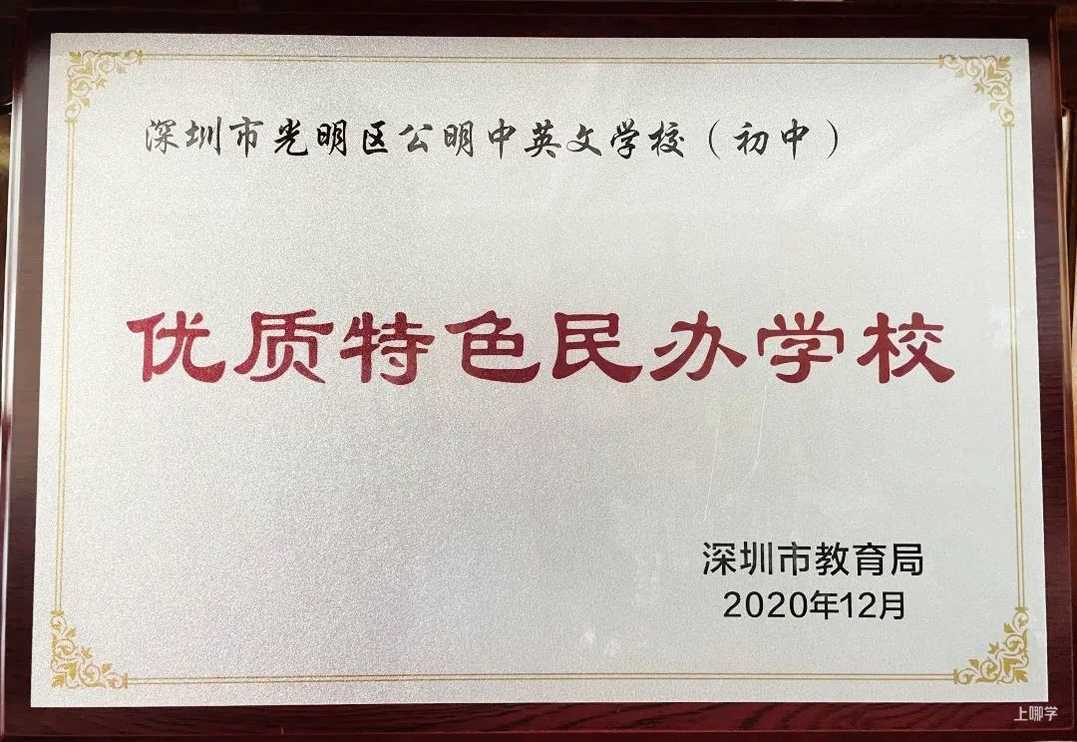 深圳市光明区公明中英文学校（初中）
优质特色民办学校
深圳市教育局
2020年12月
上哪学